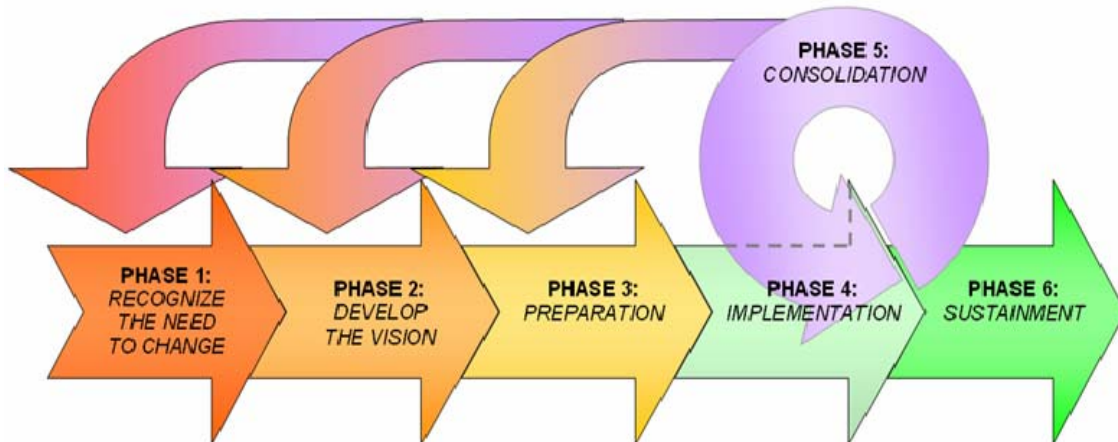 PHASE 5:
CONSOLIDATION
PHASE 1:
RECOGNIZE
THE NEED
TO CHANGE
PHASE 2:
DEVELOP
THE VISION
PHASE 3:
PREPARATION
PHASE 4:
IMPLEMENTATION
PHASE 6:
SUSTAINMENT